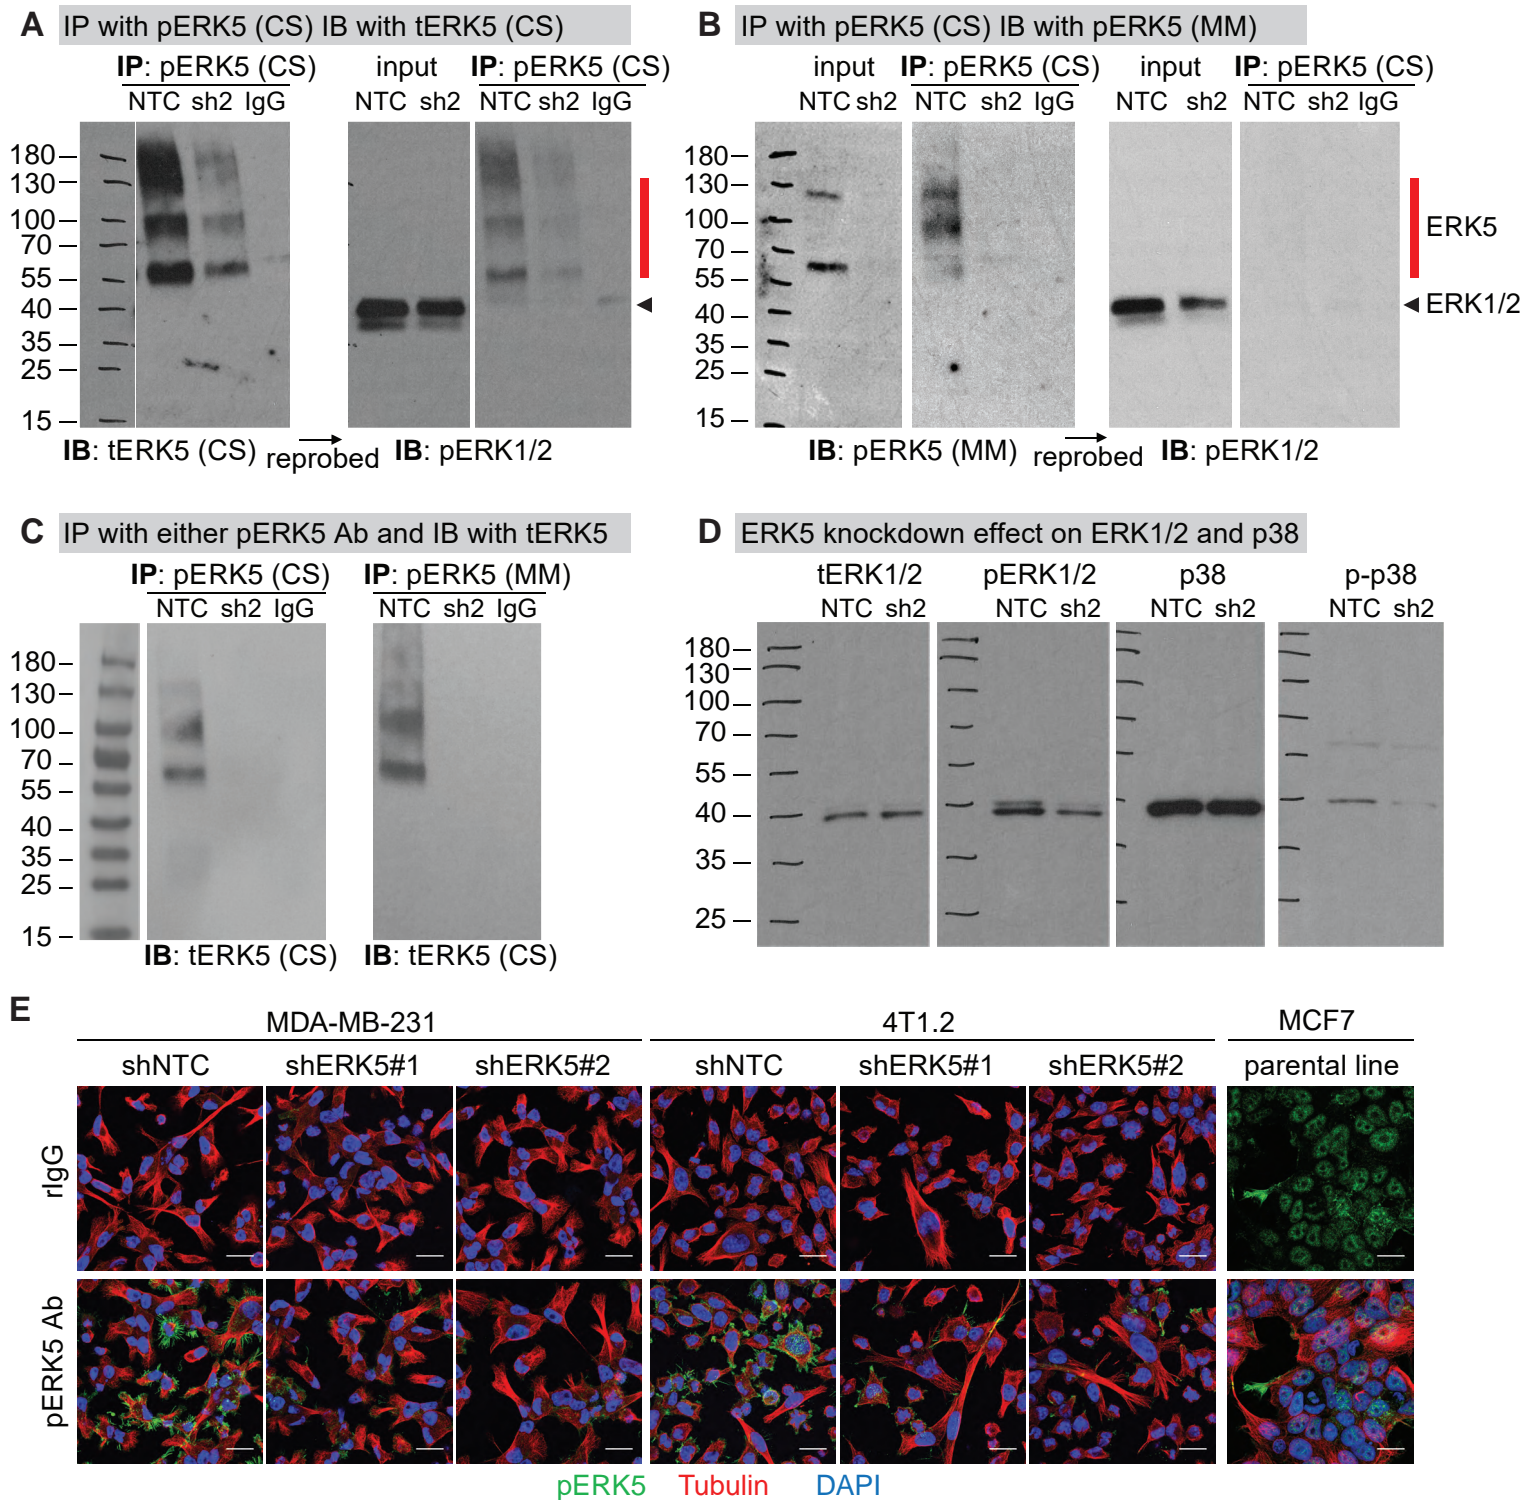 A IP with pERK5 (CS) IB with tERK5 (CS)
IP: pERK5 (CS) input IP: pERK5 (CS)
NTC sh2 IgG NTC sh2 NTC sh2 IgG
180
130
100
70
55
40
35
25
15
IB: tERK5 (CS) reprobed IB: pERK1/2
B IP with pERK5 (CS) IB with pERK5 (MM)
input IP: pERK5 (CS) input IP: pERK5 (CS)
NTC sh2 NTC sh2 IgG NTC sh2 NTC sh2 IgG
180
130
100
70
55
40
35
25
15
ERK5
ERK1/2
IB: pERK5 (MM) reprobed IB: pERK1/2
C IP with either pERK5 Ab and IB with tERK5
IP: pERK5 (CS) IP: pERK5 (MM)
NTC sh2 IgG NTC sh2 IgG
180
130
100
70
55
40
35
25
15
IB: tERK5 (CS) IB: tERK5 (CS)
D ERK5 knockdown effect on ERK1/2 and p38
tERK1/2 pERK1/2 p38 p-p38
NTC sh2 NTC sh2 NTC sh2 NTC sh2
180
130
100
70
55
40
35
25
E
MDA-MB-231 4T1.2 MCF7
shNTC shERK5#1 shERK5#2 shNTC shERK5#1 shERK5#2 parental line
rIgG
pERK5 Ab
pERK5 Tubulin DAPI